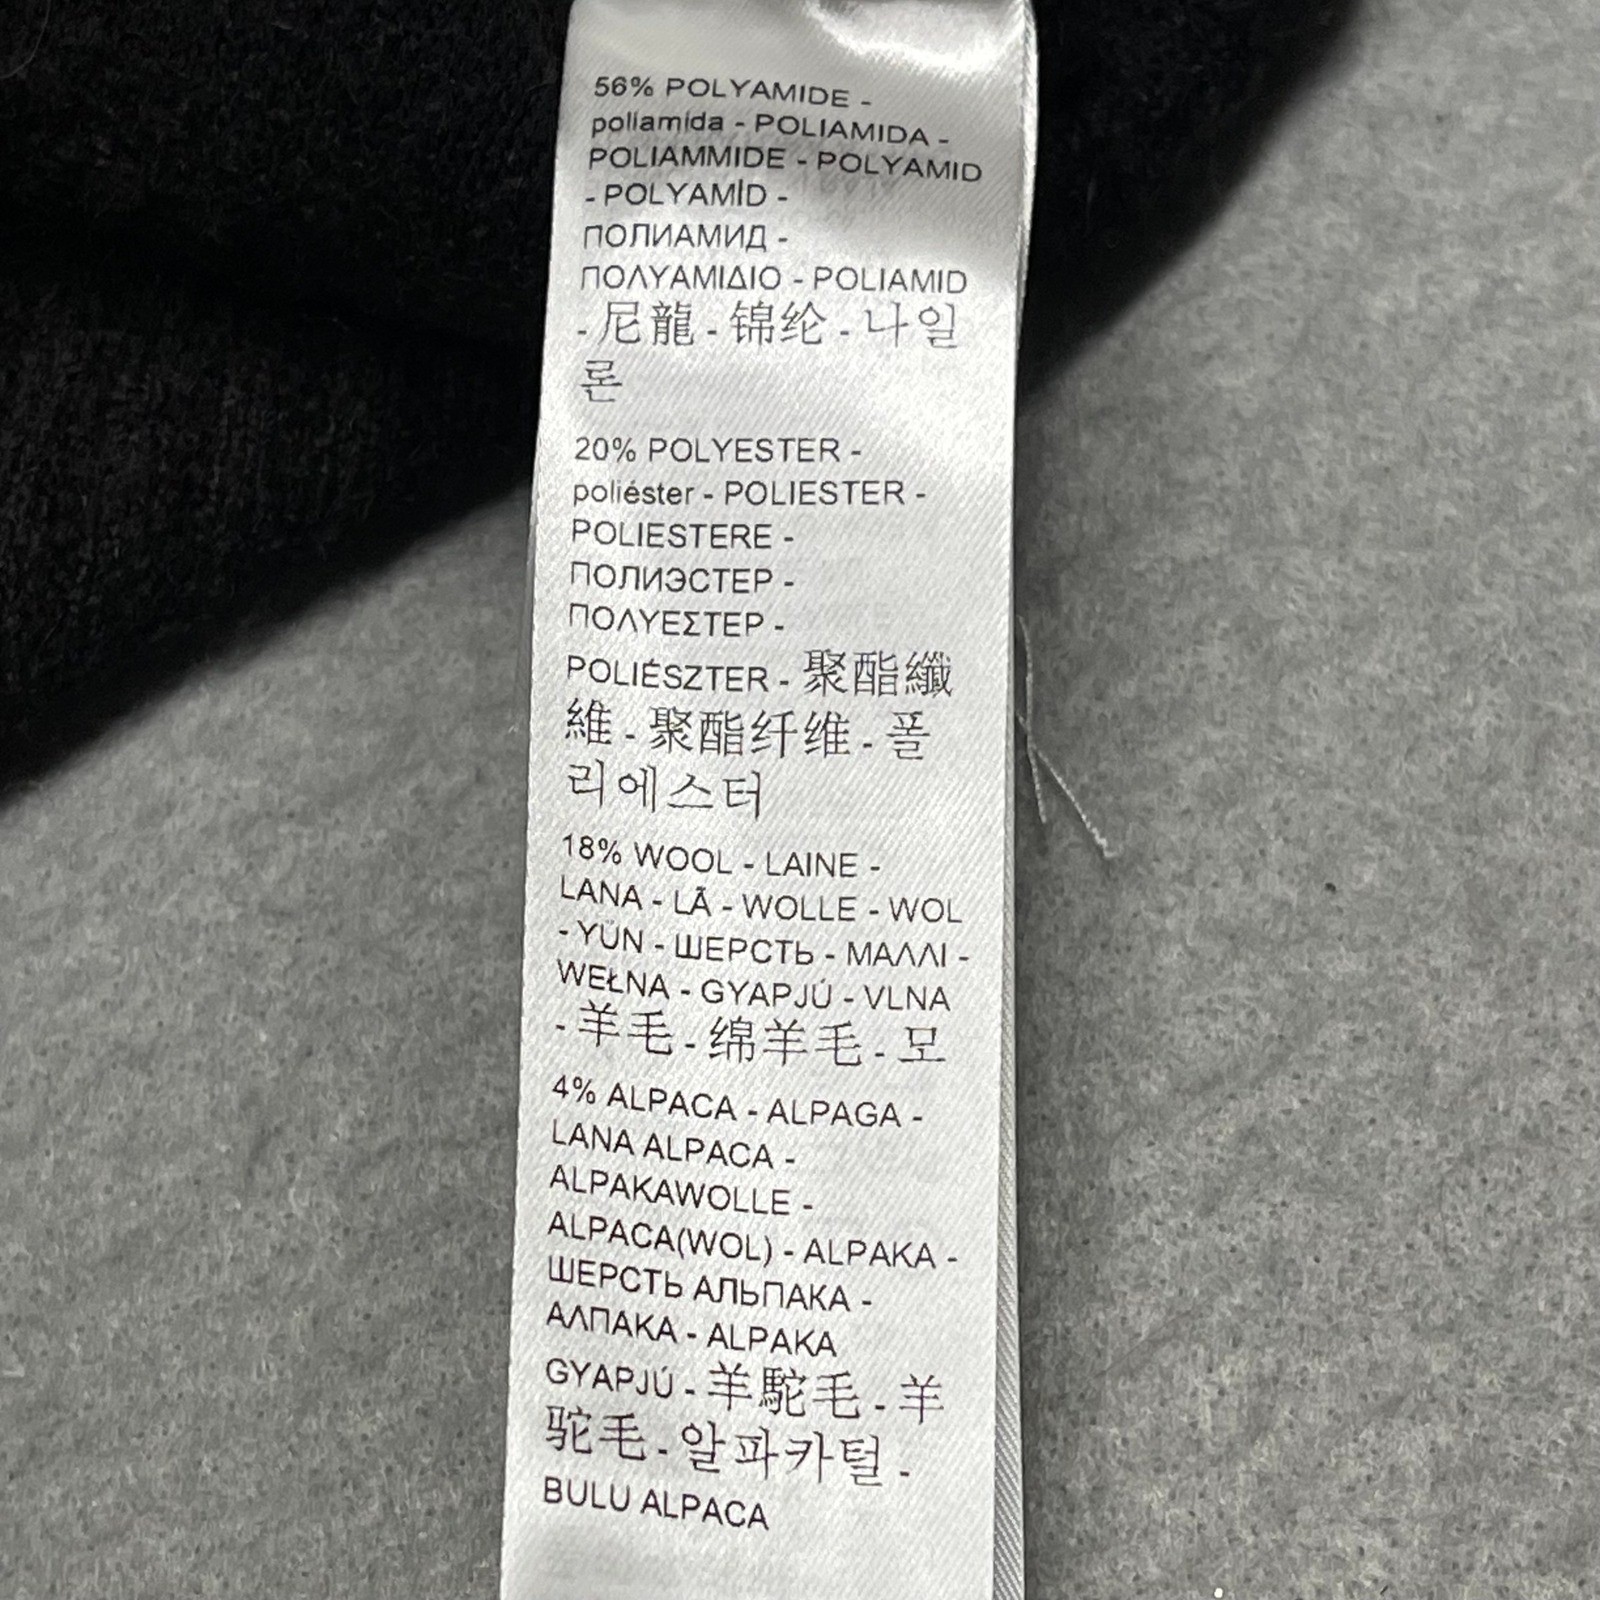 56% POLYAMIDE -
poliamida - POLIAMIDA -
POLIAMMIDE - POLYAMID
- POLYAMİD -
ПОЛИАМИД -
ΠΟΛΥΑΜΙΔΙΟ - POLIAMID
- 尼龍 - 锦纶 - 나일
론
20% POLYESTER -
poliéster - POLIESTER -
POLIESTERE -
ПОЛИЭСТЕР -
ΠΟΛΥΕΣΤΕΡ -
POLIÉSZTER - 聚酯纖
維 - 聚酯纤维 - 폴
리에스터
18% WOOL - LAINE -
LANA - LÃ - WOLLE - WOL
- YÜN - ШЕРСТЬ - ΜΑΛΛΙ -
WEŁNA - GYAPJÚ - VLNA
- 羊毛 - 绵羊毛 - 모
4% ALPACA - ALPAGA -
LANA ALPACA -
ALPAKAWOLLE -
ALPACA(WOL) - ALPAKA -
ШЕРСТЬ АЛЬПАКА -
ΑΛΠΑΚΑ - ALPAKA
GYAPJÚ - 羊駝毛 - 羊
驼毛 - 알파카털 -
BULU ALPACA